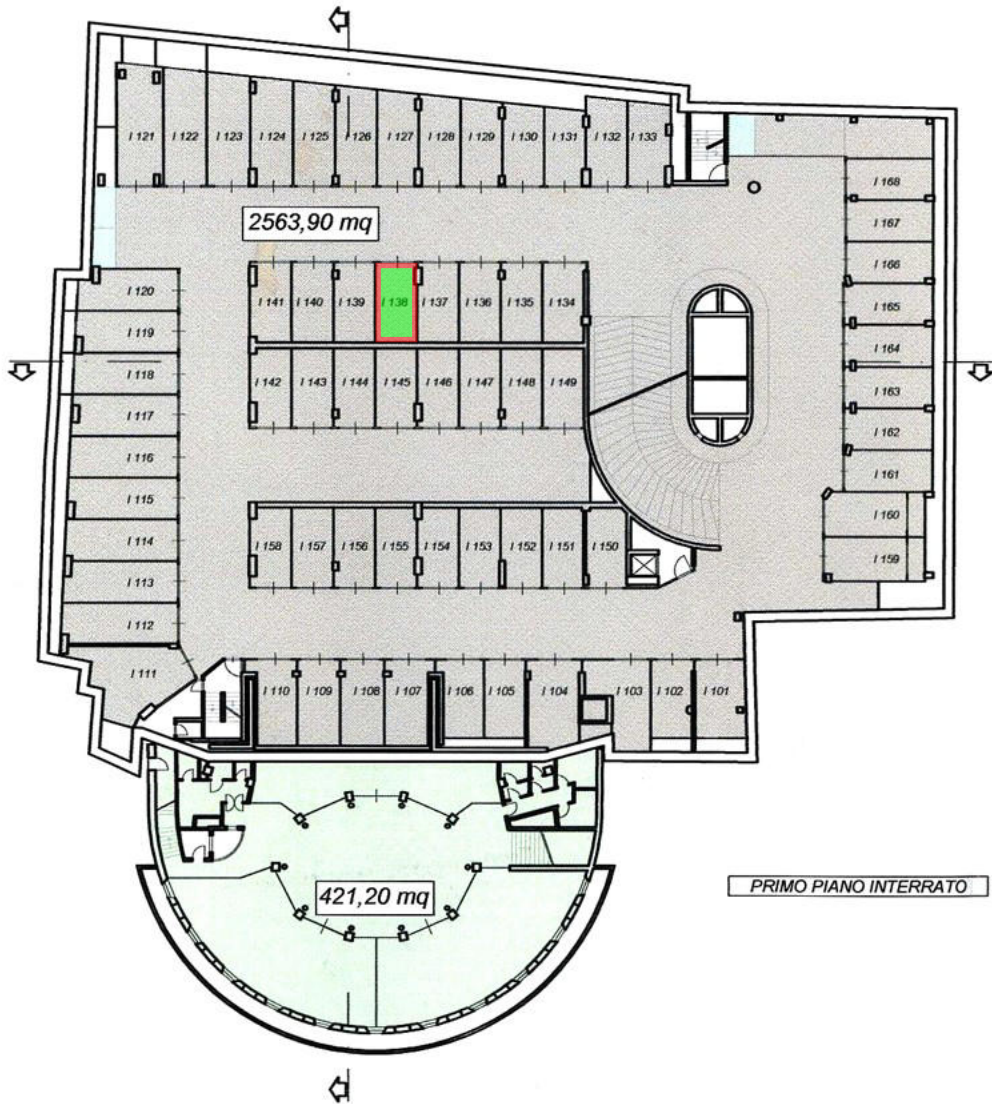 I 121 I 122 I 123 I 124 I 125 I 126 I 127 I 128 I 129 I 130 I 131 I 132 I 133
I 168
I 167
2563,90 mq
I 166
I 120
I 141 I 140 I 139 I 138 I 137 I 136 I 135 I 134
I 165
I 119
I 164
I 118
I 142 I 143 I 144 I 145 I 146 I 147 I 148 I 149
I 163
I 117
I 162
I 116
I 161
I 115
I 160
I 114
I 158 I 157 I 156 I 155 I 154 I 153 I 152 I 151 I 150
I 159
I 113
I 112
I 111
I 110 I 109 I 108 I 107 I 106 I 105 I 104 I 103 I 102 I 101
421,20 mq
PRIMO PIANO INTERRATO